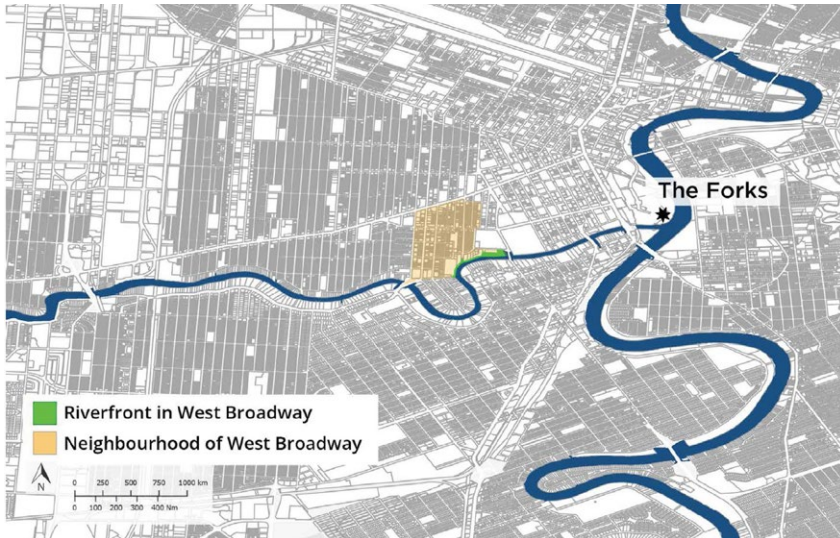 The Forks
Riverfront in West Broadway
Neighbourhood of West Broadway
N
0 250 500 750 1000 km
0 100 200 300 400 Nm